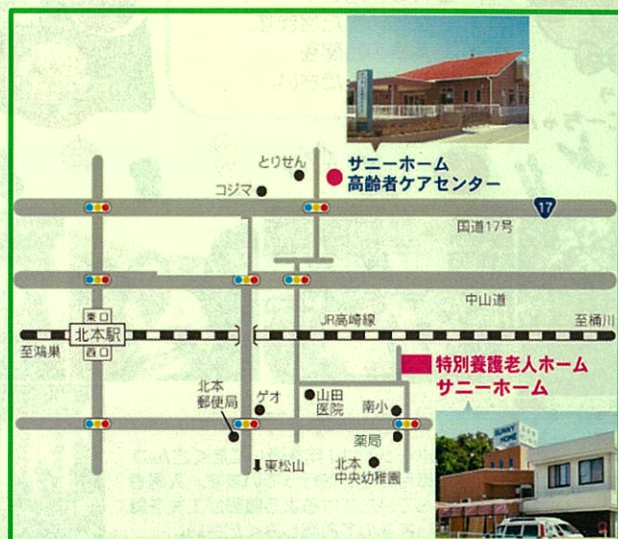 とりせん
コジマ
サニーホーム
高齢者ケアセンター
17
国道17号
中山道
JR高崎線
至桶川
東口
北本駅
西口
至鴻巣
特別養護老人ホーム
サニーホーム
北本
郵便局
ゲオ
山田
医院
南小
薬局
東松山
北本
中央幼稚園
SUNNY
HOME